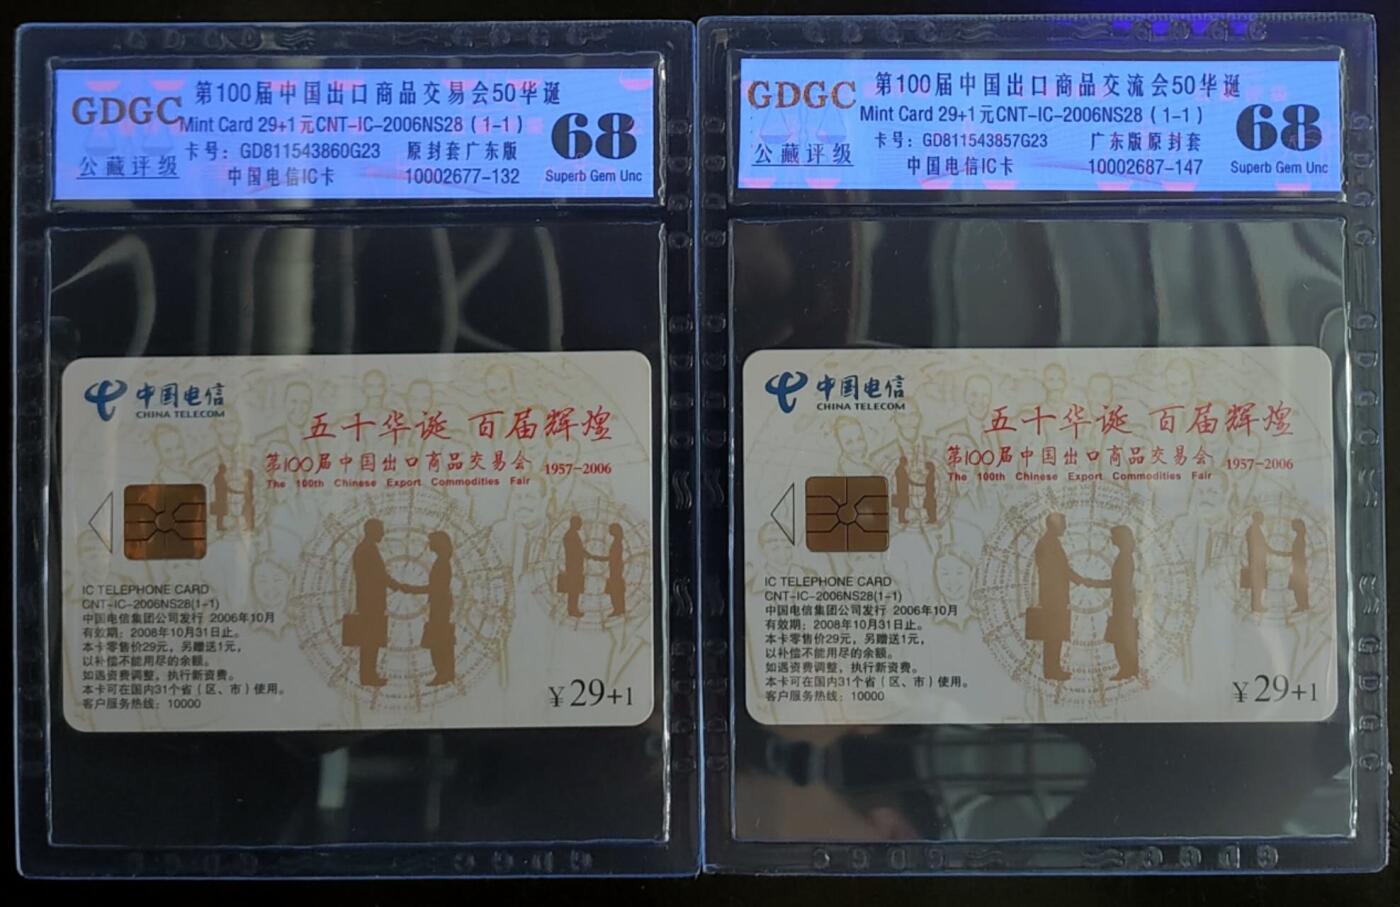 GDGC
公藏评级
第100届中国出口商品交易会50华诞
Mint Card 29+1元CNT-IC-2006NS28（1-1）
卡号：GD811543860G23 原封套广东版
中国电信IC卡 10002677-132
68
Superb Gem Unc
中国电信
CHINA TELECOM
五十华诞 百届辉煌
第100届中国出口商品交易会 1957-2006
The 100th Chinese Export Commodities Fair
IC TELEPHONE CARD
CNT-IC-2006NS28(1-1)
中国电信集团公司发行 2006年10月
有效期：2008年10月31日止。
本卡零售价29元，另赠送1元，
以补偿不能用尽的余额。
如遇资费调整，执行新资费。
本卡可在国内31个省（区、市）使用。
客户服务热线：10000
¥29+1
GDGC
公藏评级
第100届中国出口商品交流会50华诞
Mint Card 29+1元CNT-IC-2006NS28（1-1）
卡号：GD811543857G23 广东版原封套
中国电信IC卡 10002687-147
68
Superb Gem Unc
中国电信
CHINA TELECOM
五十华诞 百届辉煌
第100届中国出口商品交易会 1957-2006
The 100th Chinese Export Commodities Fair
IC TELEPHONE CARD
CNT-IC-2006NS28(1-1)
中国电信集团公司发行 2006年10月
有效期：2008年10月31日止。
本卡零售价29元，另赠送1元，
以补偿不能用尽的余额。
如遇资费调整，执行新资费。
本卡可在国内31个省（区、市）使用。
客户服务热线：10000
¥29+1